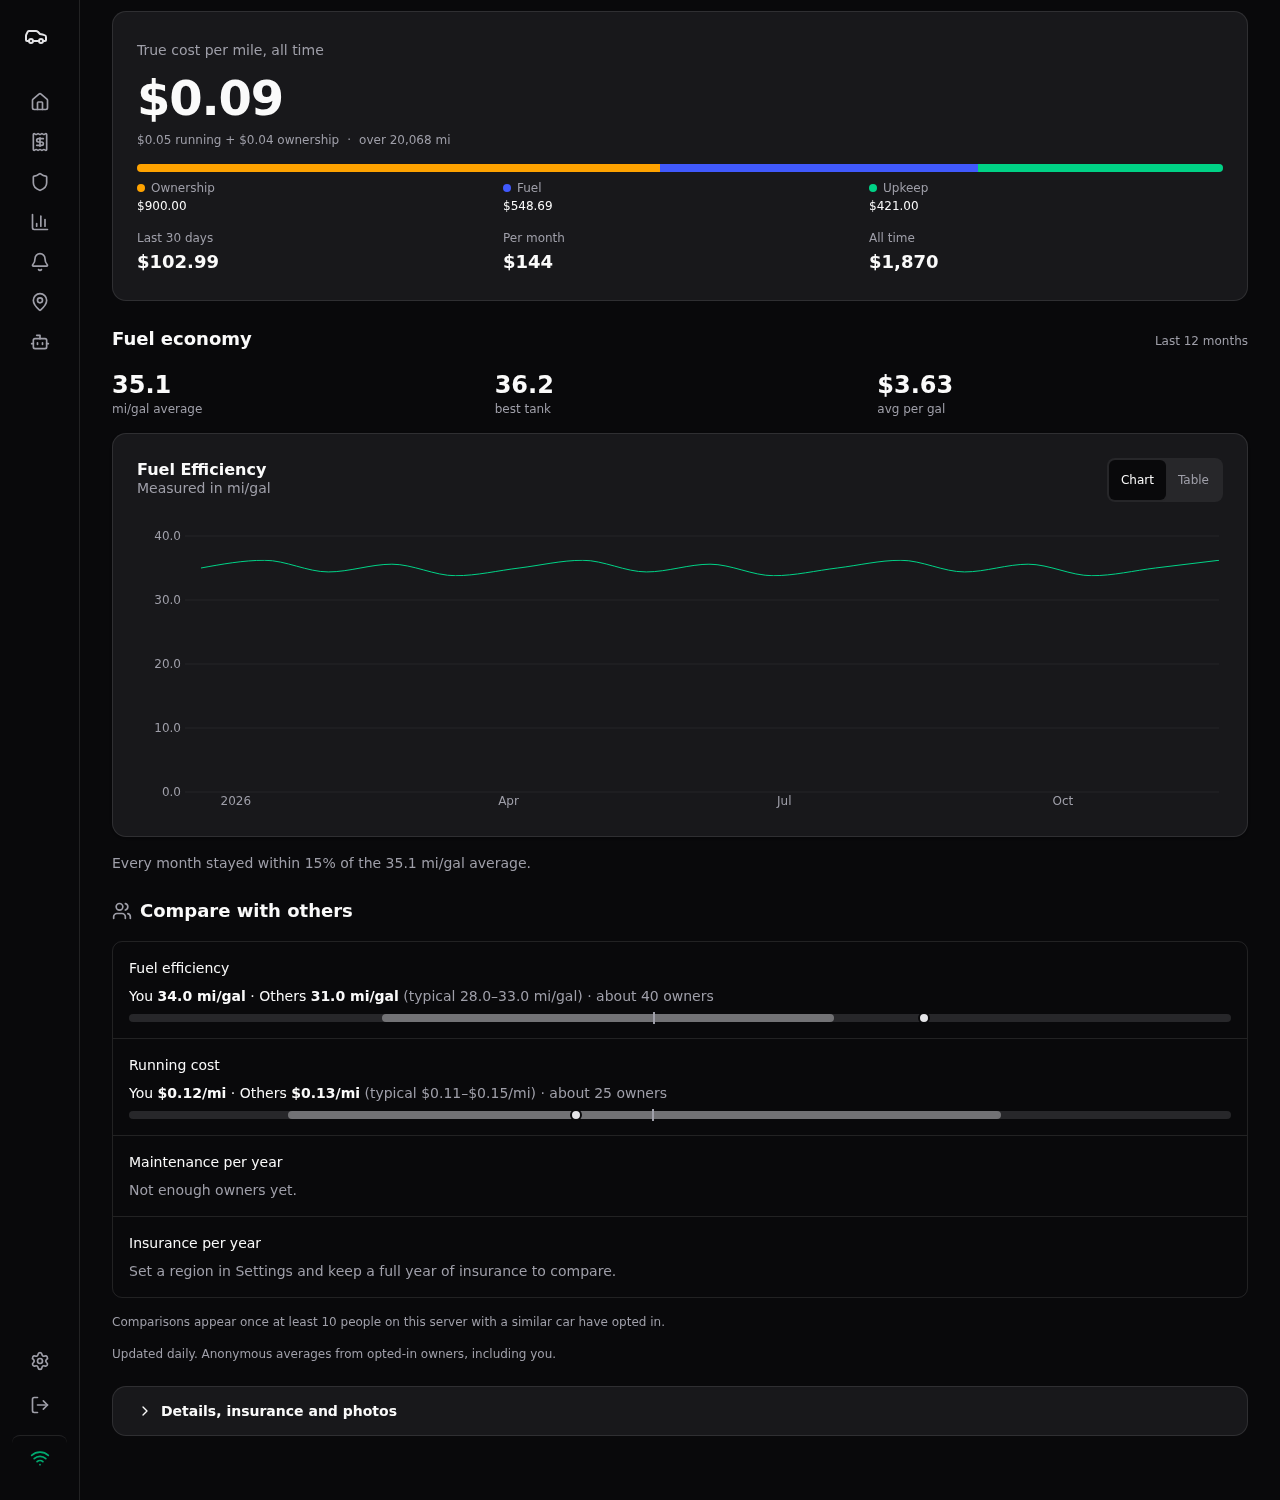 True cost per mile, all time
$0.09
$0.05 running + $0.04 ownership · over 20,068 mi
Ownership Fuel Upkeep
$900.00 $548.69 $421.00
Last 30 days Per month All time
$102.99 $144 $1,870
Fuel economy Last 12 months
35.1 36.2 $3.63
mi/gal average best tank avg per gal
Fuel Efficiency
Measured in mi/gal
Chart Table
40.0
30.0
20.0
10.0
0.0
2026 Apr Jul Oct
Every month stayed within 15% of the 35.1 mi/gal average.
Compare with others
Fuel efficiency
You 34.0 mi/gal · Others 31.0 mi/gal (typical 28.0–33.0 mi/gal) · about 40 owners
Running cost
You $0.12/mi · Others $0.13/mi (typical $0.11–$0.15/mi) · about 25 owners
Maintenance per year
Not enough owners yet.
Insurance per year
Set a region in Settings and keep a full year of insurance to compare.
Comparisons appear once at least 10 people on this server with a similar car have opted in.
Updated daily. Anonymous averages from opted-in owners, including you.
Details, insurance and photos